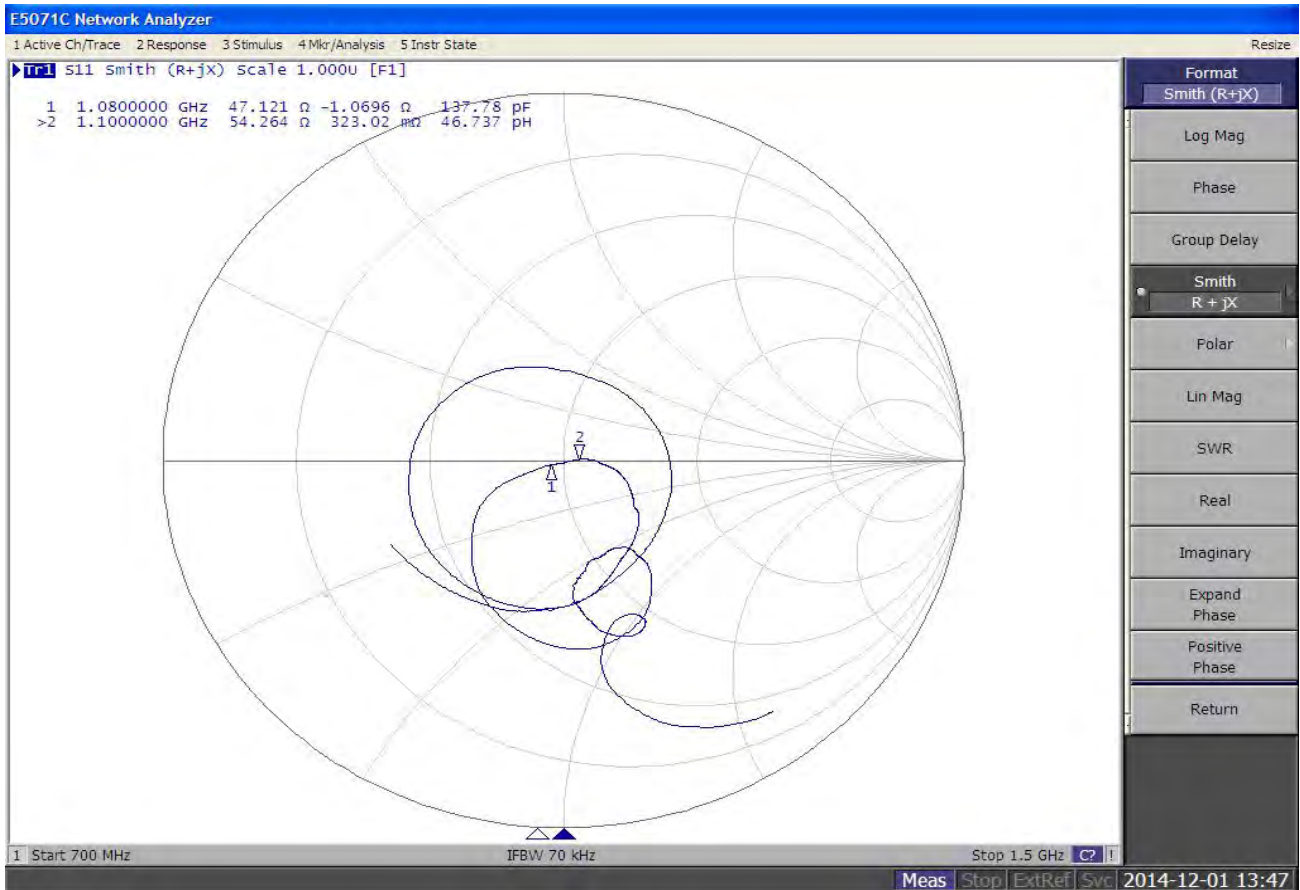 E5071C Network Analyzer
1 Active Ch/Trace 2 Response 3 Stimulus 4 Mkr/Analysis 5 Instr State Resize
Tr1 S11 Smith (R+jX) Scale 1.000U [F1]
1 1.0800000 GHz 47.121 Ω -1.0696 Ω 137.78 pF
>2 1.1000000 GHz 54.264 Ω 323.02 mΩ 46.737 pH
2
1
Format
Smith (R+jX)
Log Mag
Phase
Group Delay
Smith
R + jX
Polar
Lin Mag
SWR
Real
Imaginary
Expand
Phase
Positive
Phase
Return
1 Start 700 MHz IFBW 70 kHz Stop 1.5 GHz C? !
Meas Stop ExtRef Svc 2014-12-01 13:47